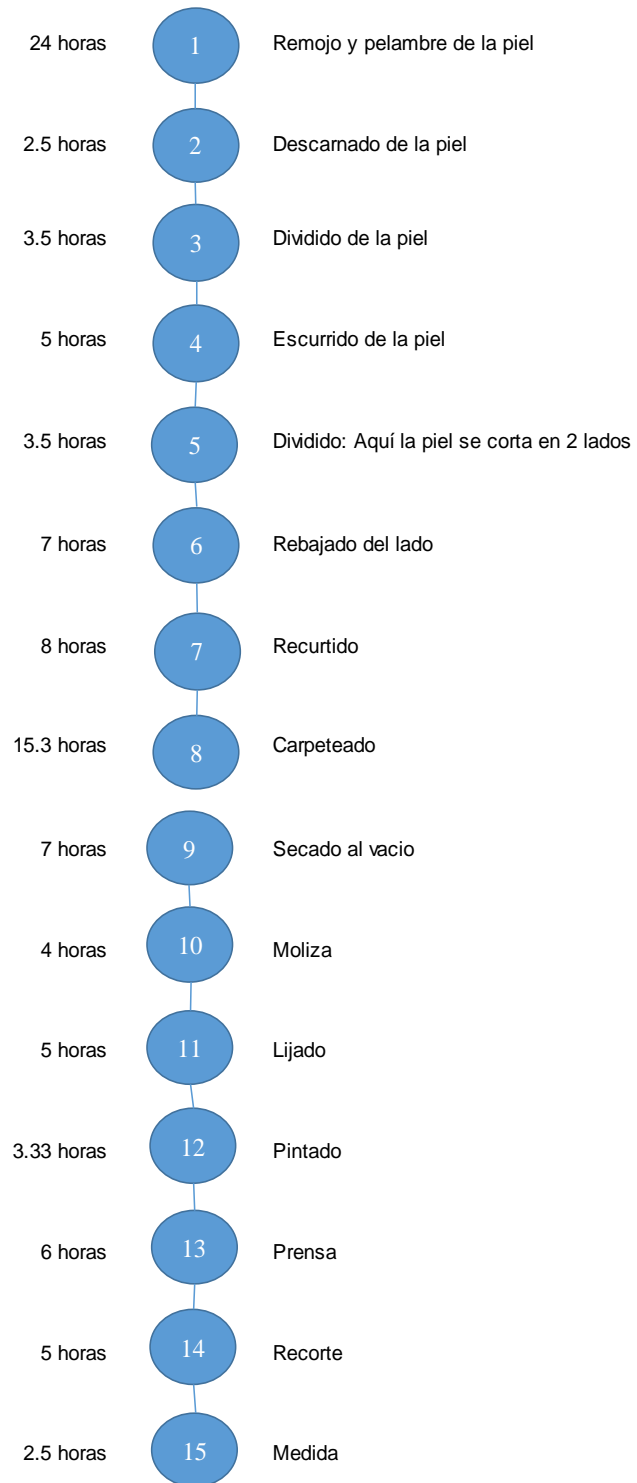 24 horas 1 Remojo y pelambre de la piel
2.5 horas 2 Descarnado de la piel
3.5 horas 3 Dividido de la piel
5 horas 4 Escurrido de la piel
3.5 horas 5 Dividido: Aquí la piel se corta en 2 lados
7 horas 6 Rebajado del lado
8 horas 7 Recurtido
15.3 horas 8 Carpeteado
7 horas 9 Secado al vacio
4 horas 10 Moliza
5 horas 11 Lijado
3.33 horas 12 Pintado
6 horas 13 Prensa
5 horas 14 Recorte
2.5 horas 15 Medida